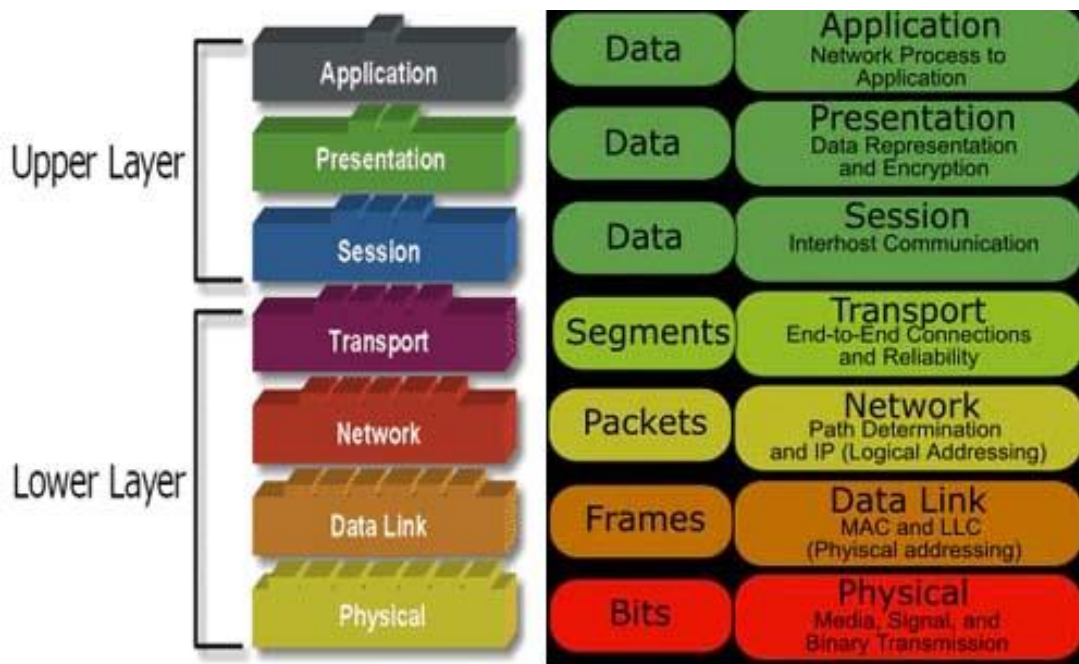 Upper Layer
Application
Presentation
Session
Lower Layer
Transport
Network
Data Link
Physical
Data
Application
Network Process to
Application
Data
Presentation
Data Representation
and Encryption
Data
Session
Interhost Communication
Segments
Transport
End-to-End Connections
and Reliability
Packets
Network
Path Determination
and IP (Logical Addressing)
Frames
Data Link
MAC and LLC
(Phyiscal addressing)
Bits
Physical
Media, Signal, and
Binary Transmission